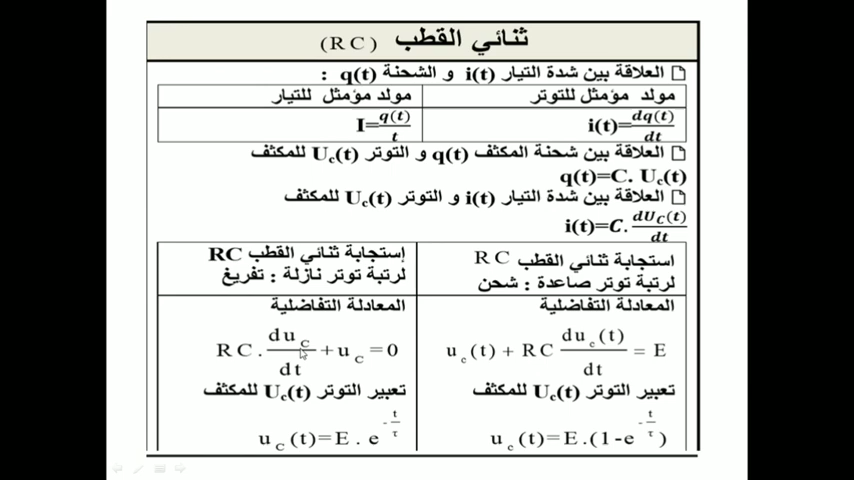 ثنائي القطب (RC)
العلاقة بين شدة التيار i(t) و الشحنة q(t) :
مولد مؤمثل للتوتر
مولد مؤمثل للتيار
i(t)=dq(t)/dt
I=q(t)/t
العلاقة بين شحنة المكثف q(t) و التوتر Uc(t) للمكثف
q(t)=C. Uc(t)
العلاقة بين شدة التيار i(t) و التوتر Uc(t) للمكثف
i(t)=C.dUC(t)/dt
استجابة ثنائي القطب RC
لرتبة توتر صاعدة : شحن
إستجابة ثنائي القطب RC
لرتبة توتر نازلة : تفريغ
المعادلة التفاضلية
uc(t) + RC duc(t)/dt = E
تعبير التوتر Uc(t) للمكثف
uc(t)=E.(1-e^-t/τ)
المعادلة التفاضلية
RC.duC/dt+uC=0
تعبير التوتر Uc(t) للمكثف
uC(t)=E.e^-t/τ